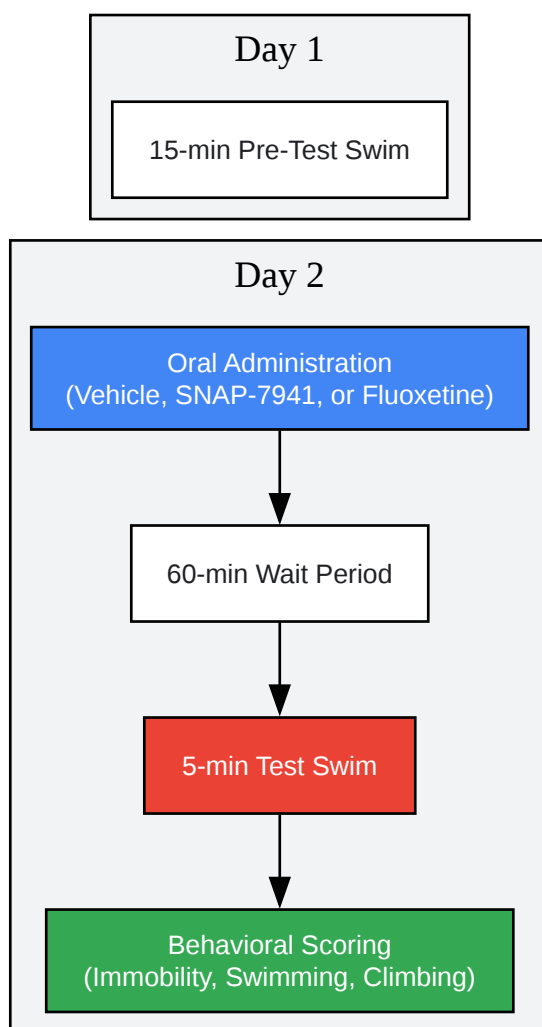 Day 1
15-min Pre-Test Swim
Day 2
Oral Administration
(Vehicle, SNAP-7941, or Fluoxetine)
60-min Wait Period
5-min Test Swim
Behavioral Scoring
(Immobility, Swimming, Climbing)